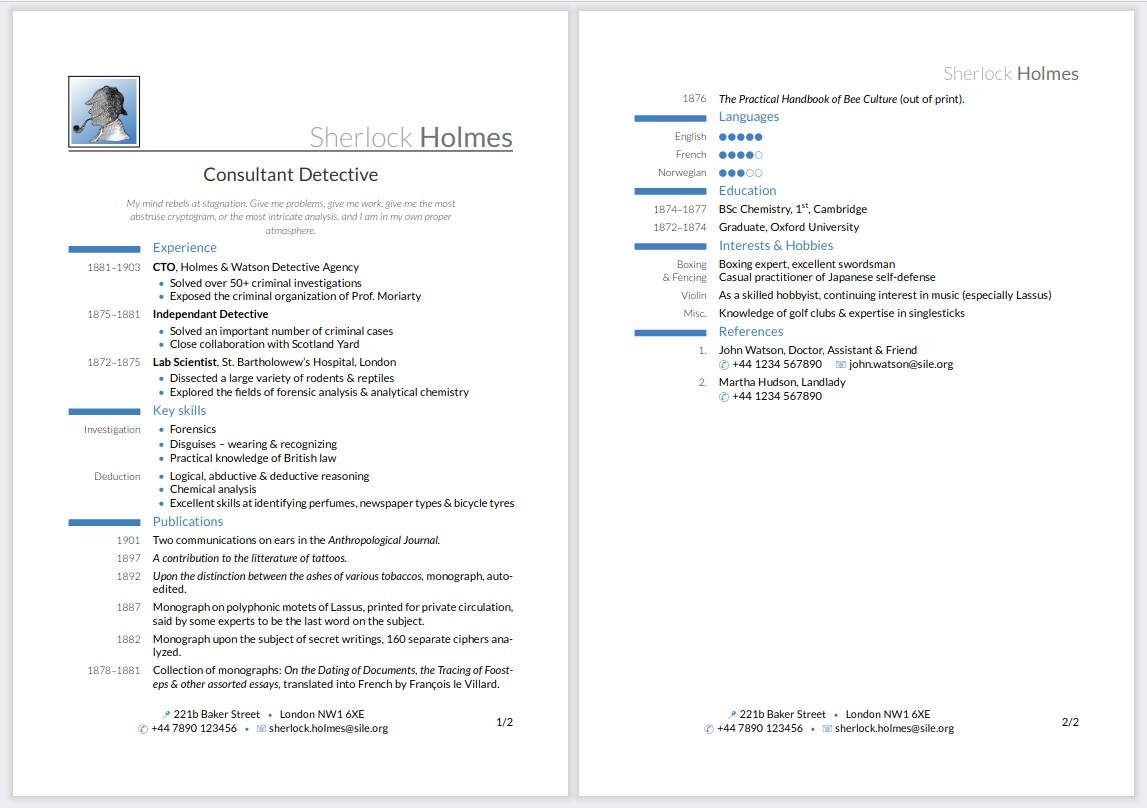 Sherlock Holmes
Consultant Detective
My mind rebels at stagnation. Give me problems, give me work, give me the most
abstruse cryptogram, or the most intricate analysis, and I am in my own proper
atmosphere.
Experience
1881–1903 CTO, Holmes & Watson Detective Agency
• Solved over 50+ criminal investigations
• Exposed the criminal organization of Prof. Moriarty
1875–1881 Independent Detective
• Solved an important number of criminal cases
• Close collaboration with Scotland Yard
1872–1875 Lab Scientist, St. Bartholowew's Hospital, London
• Dissected a large variety of rodents & reptiles
• Explored the fields of forensic analysis & analytical chemistry
Key skills
Investigation • Forensics
• Disguises – wearing & recognizing
• Practical knowledge of British law
Deduction • Logical, abductive & deductive reasoning
• Chemical analysis
• Excellent skills at identifying perfumes, newspaper types & bicycle tyres
Publications
1901 Two communications on ears in the Anthropological Journal.
1897 A contribution to the litterature of tattoos.
1892 Upon the distinction between the ashes of various tobaccos, monograph, auto-
edited.
1887 Monograph on polyphonic motets of Lassus, printed for private circulation,
said by some experts to be the last word on the subject.
1882 Monograph upon the subject of secret writings, 160 separate ciphers ana-
lyzed.
1878–1881 Collection of monographs: On the Dating of Documents, the Tracing of Foost-
eps & other assorted essays, translated into French by François le Villard.
221b Baker Street • London NW1 6XE
+44 7890 123456 • sherlock.holmes@sile.org
1/2
Sherlock Holmes
1876 The Practical Handbook of Bee Culture (out of print).
Languages
English
French
Norwegian
Education
1874–1877 BSc Chemistry, 1st, Cambridge
1872–1874 Graduate, Oxford University
Interests & Hobbies
Boxing Boxing expert, excellent swordsman
& Fencing Casual practitioner of Japanese self-defense
Violin As a skilled hobbyist, continuing interest in music (especially Lassus)
Misc. Knowledge of golf clubs & expertise in singlesticks
References
1. John Watson, Doctor, Assistant & Friend
+44 1234 567890 john.watson@sile.org
2. Martha Hudson, Landlady
+44 1234 567890
221b Baker Street • London NW1 6XE
+44 7890 123456 • sherlock.holmes@sile.org
2/2